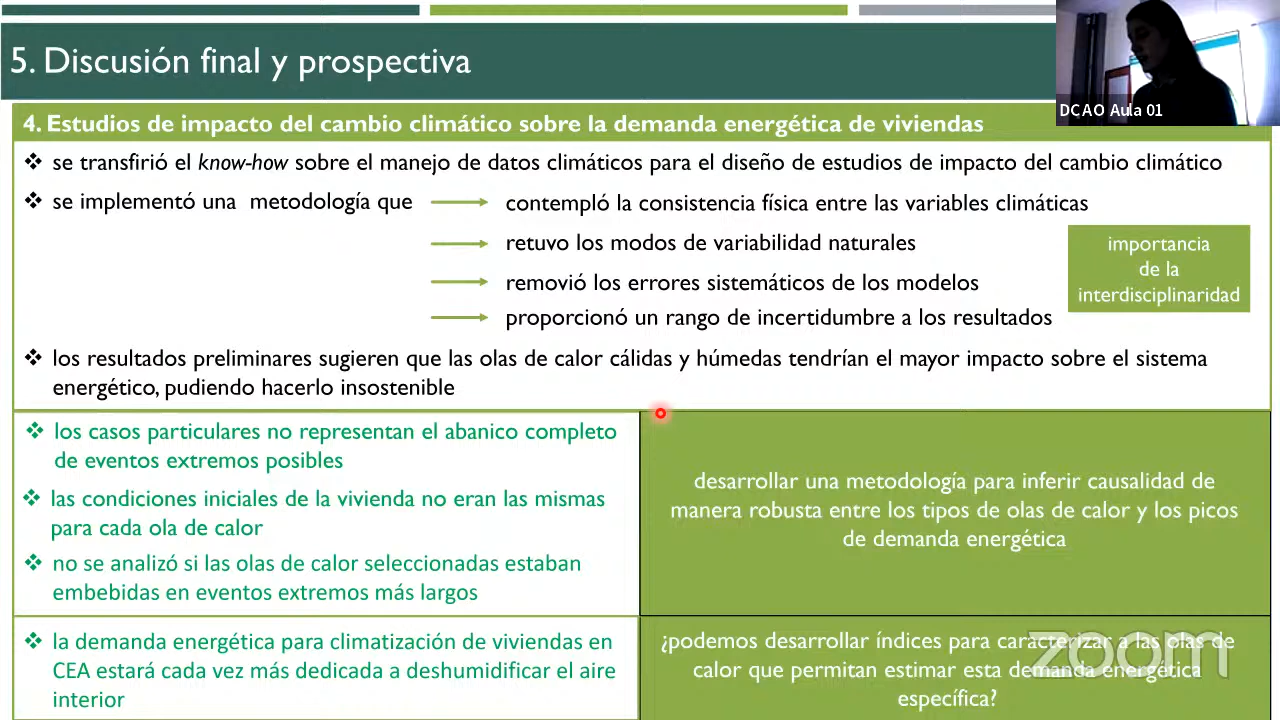 5. Discusión final y prospectiva
DCAO Aula 01
4. Estudios de impacto del cambio climático sobre la demanda energética de viviendas
❖ se transfirió el know-how sobre el manejo de datos climáticos para el diseño de estudios de impacto del cambio climático
❖ se implementó una metodología que
contempló la consistencia física entre las variables climáticas
retuvo los modos de variabilidad naturales
removió los errores sistemáticos de los modelos
proporcionó un rango de incertidumbre a los resultados
importancia
de la
interdisciplinaridad
❖ los resultados preliminares sugieren que las olas de calor cálidas y húmedas tendrían el mayor impacto sobre el sistema
energético, pudiendo hacerlo insostenible
❖ los casos particulares no representan el abanico completo
de eventos extremos posibles
❖ las condiciones iniciales de la vivienda no eran las mismas
para cada ola de calor
❖ no se analizó si las olas de calor seleccionadas estaban
embebidas en eventos extremos más largos
desarrollar una metodología para inferir causalidad de
manera robusta entre los tipos de olas de calor y los picos
de demanda energética
❖ la demanda energética para climatización de viviendas en
CEA estará cada vez más dedicada a deshumidificar el aire
interior
¿podemos desarrollar índices para caracterizar a las olas de
calor que permitan estimar esta demanda energética
específica?
zoom